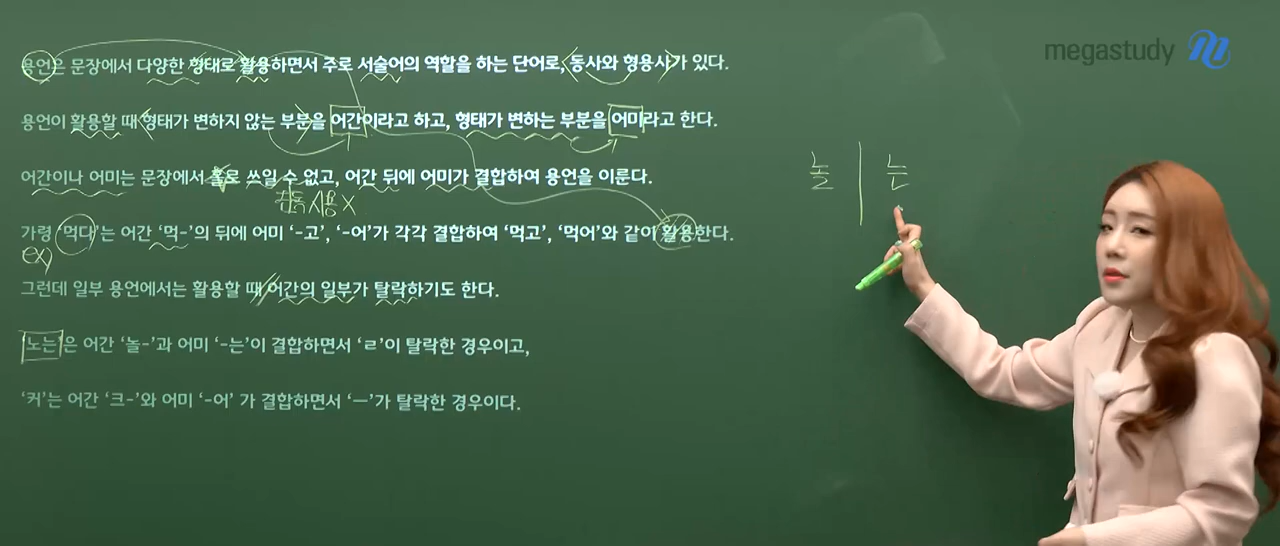 megastudy
용언은 문장에서 다양한 형태로 활용하면서 주로 서술어의 역할을 하는 단어로, 동사와 형용사가 있다.
용언이 활용할 때 형태가 변하지 않는 부분을 어간이라고 하고, 형태가 변하는 부분을 어미라고 한다.
어간이나 어미는 문장에서 홀로 쓰일 수 없고, 어간 뒤에 어미가 결합하여 용언을 이룬다.
단독 사용 X
가령 ‘먹다’는 어간 ‘먹-’의 뒤에 어미 ‘-고’, ‘-어’가 각각 결합하여 ‘먹고’, ‘먹어’와 같이 활용한다.
ex)
그런데 일부 용언에서는 활용할 때 어간의 일부가 탈락하기도 한다.
‘노는’은 어간 ‘놀-’과 어미 ‘-는’이 결합하면서 ‘ㄹ’이 탈락한 경우이고,
‘커’는 어간 ‘크-’와 어미 ‘-어’ 가 결합하면서 ‘ㅡ’가 탈락한 경우이다.
놀 | 는